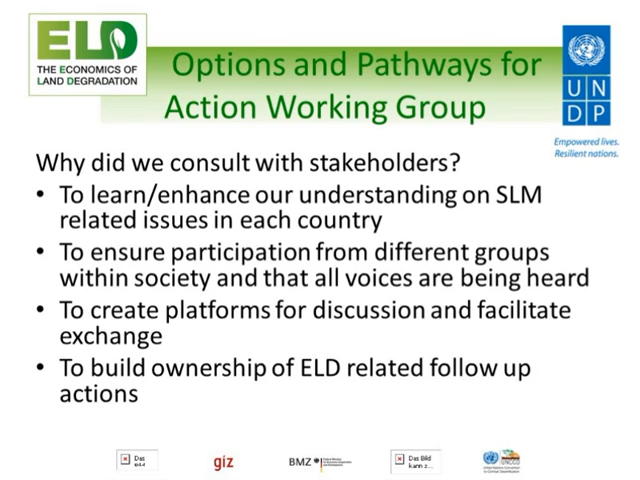 ELD
THE ECONOMICS OF
LAND DEGRADATION
Options and Pathways for
Action Working Group
U N
D P
Empowered lives.
Resilient nations.
Why did we consult with stakeholders?
• To learn/enhance our understanding on SLM
related issues in each country
• To ensure participation from different groups
within society and that all voices are being heard
• To create platforms for discussion and facilitate
exchange
• To build ownership of ELD related follow up
actions
Das
giz
BMZ
Das Bild
kann z...
UNCCD